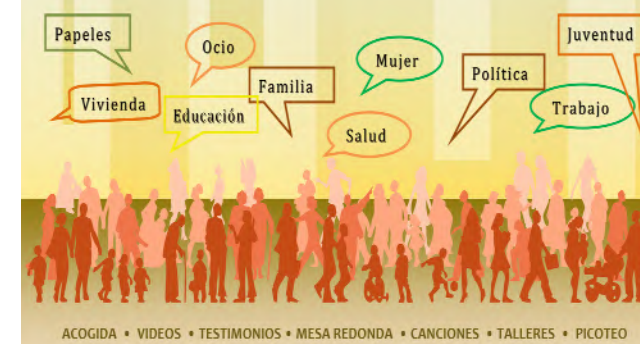 Papeles
Ocio
Juventud
Mujer
Política
Familia
Vivienda
Educación
Trabajo
Salud
ACOGIDA • VIDEOS • TESTIMONIOS • MESA REDONDA • CANCIONES • TALLERES • PICOTEO